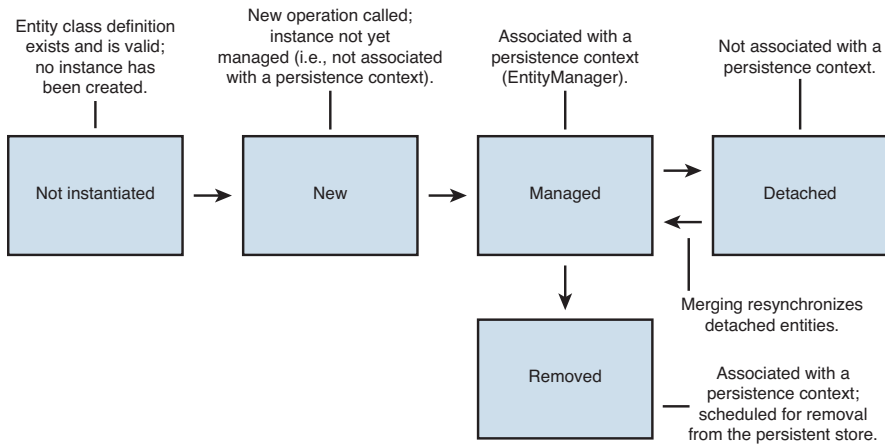 Entity class definition
exists and is valid;
no instance has
been created.
New operation called;
instance not yet
managed (i.e., not associated
with a persistence context).
Associated with a
persistence context
(EntityManager).
Not associated with a
persistence context.
Not instantiated
New
Managed
Detached
Merging resynchronizes
detached entities.
Removed
Associated with a
persistence context;
scheduled for removal
from the persistent store.